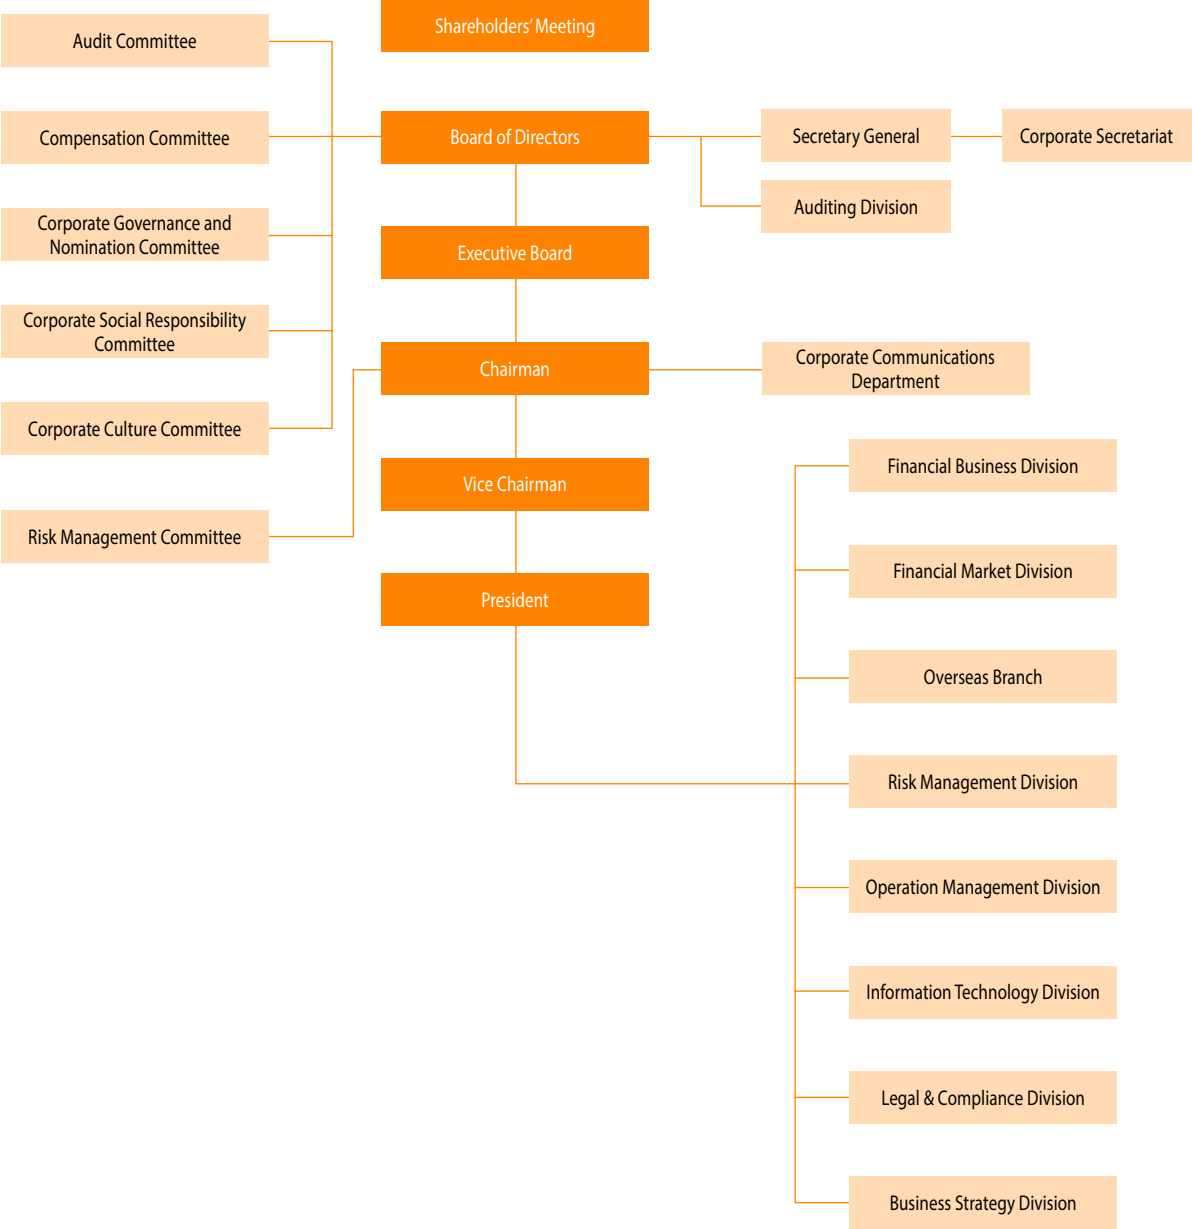 Shareholders' Meeting
Audit Committee
Compensation Committee
Board of Directors
Secretary General
Corporate Secretariat
Auditing Division
Corporate Governance and
Nomination Committee
Executive Board
Corporate Social Responsibility
Committee
Chairman
Corporate Communications
Department
Corporate Culture Committee
Vice Chairman
Financial Business Division
Risk Management Committee
Financial Market Division
President
Overseas Branch
Risk Management Division
Operation Management Division
Information Technology Division
Legal & Compliance Division
Business Strategy Division